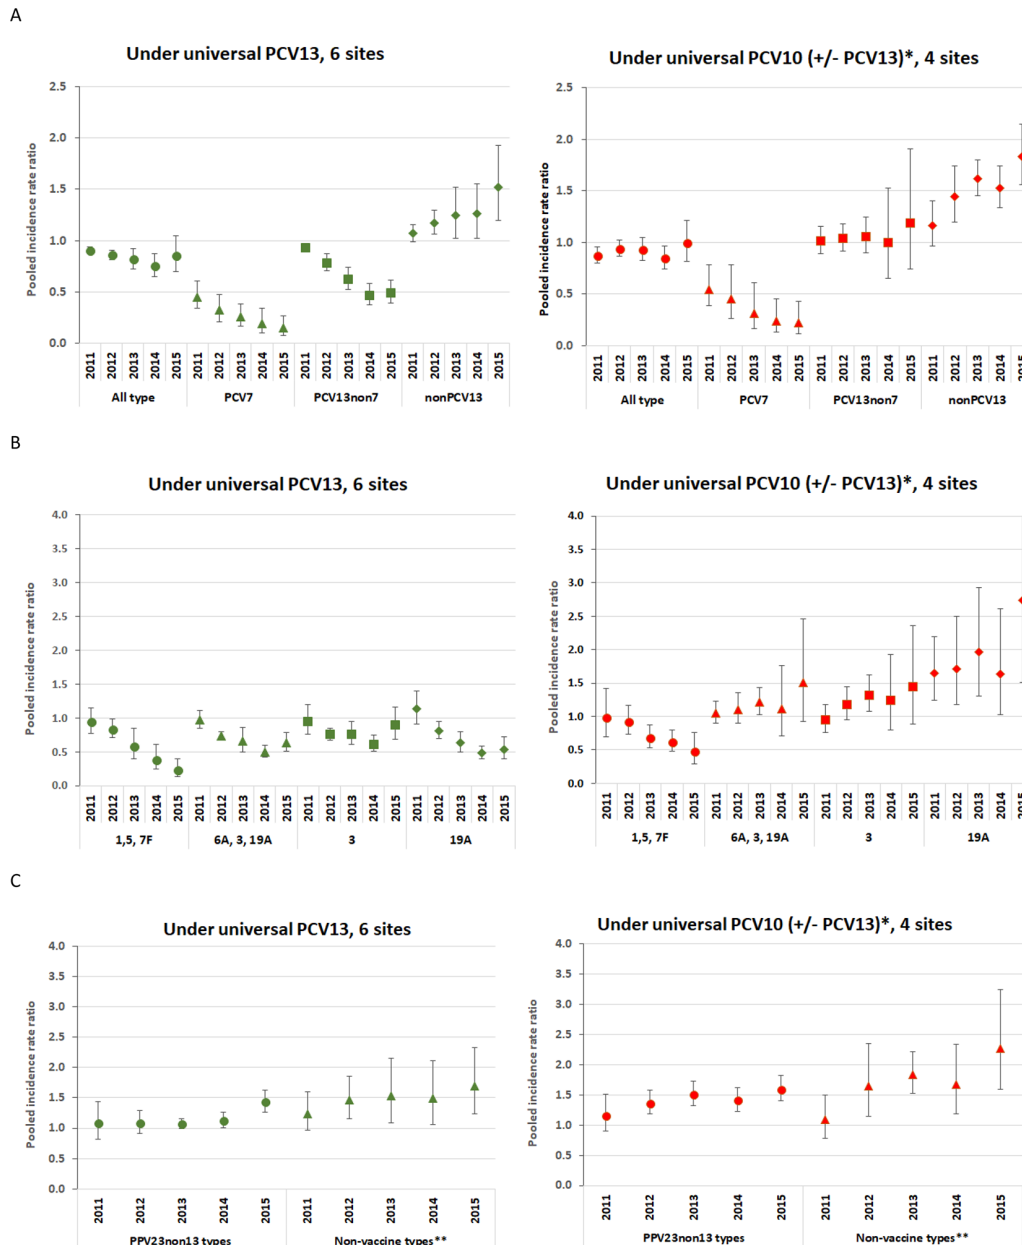 A
Under universal PCV13, 6 sites
Pooled incidence rate ratio
2.5
2.0
1.5
1.0
0.5
0.0
2011 2012 2013 2014 2015 2011 2012 2013 2014 2015 2011 2012 2013 2014 2015 2011 2012 2013 2014 2015
All type PCV7 PCV13non7 nonPCV13
Under universal PCV10 (+/- PCV13)*, 4 sites
Pooled incidence rate ratio
2.5
2.0
1.5
1.0
0.5
0.0
2011 2012 2013 2014 2015 2011 2012 2013 2014 2015 2011 2012 2013 2014 2015 2011 2012 2013 2014 2015
All type PCV7 PCV13non7 nonPCV13
B
Under universal PCV13, 6 sites
Pooled incidence rate ratio
4.0
3.5
3.0
2.5
2.0
1.5
1.0
0.5
0.0
2011 2012 2013 2014 2015 2011 2012 2013 2014 2015 2011 2012 2013 2014 2015 2011 2012 2013 2014 2015
1,5, 7F 6A, 3, 19A 3 19A
Under universal PCV10 (+/- PCV13)*, 4 sites
Pooled incidence rate ratio
4.0
3.5
3.0
2.5
2.0
1.5
1.0
0.5
0.0
2011 2012 2013 2014 2015 2011 2012 2013 2014 2015 2011 2012 2013 2014 2015 2011 2012 2013 2014 2015
1,5, 7F 6A, 3, 19A 3 19A
C
Under universal PCV13, 6 sites
Pooled incidence rate ratio
4.0
3.5
3.0
2.5
2.0
1.5
1.0
0.5
0.0
2011 2012 2013 2014 2015 2011 2012 2013 2014 2015
PPV23non13 types Non-vaccine types**
Under universal PCV10 (+/- PCV13)*, 4 sites
Pooled incidence rate ratio
4.0
3.5
3.0
2.5
2.0
1.5
1.0
0.5
0.0
2011 2012 2013 2014 2015 2011 2012 2013 2014 2015
PPV23non13 types Non-vaccine types**